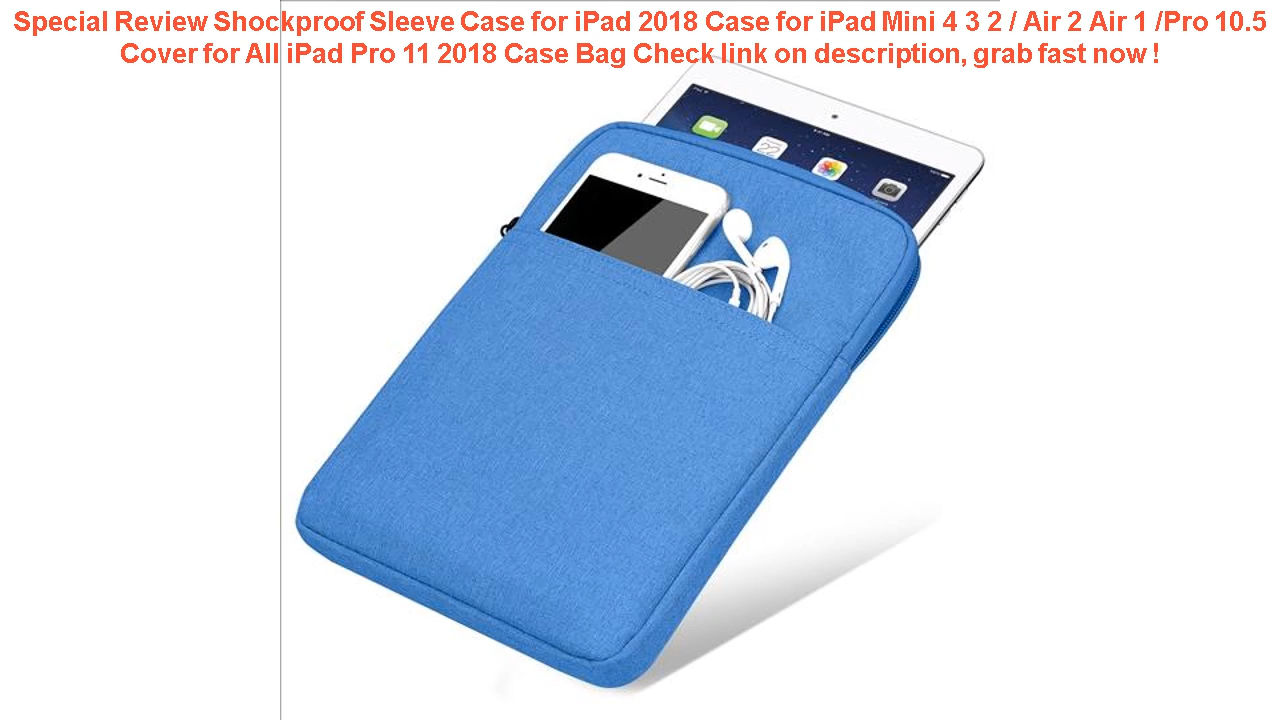 Special Review Shockproof Sleeve Case for iPad 2018 Case for iPad Mini 4 3 2 / Air 2 Air 1 /Pro 10.5
Cover for All iPad Pro 11 2018 Case Bag Check link on description, grab fast now !
22